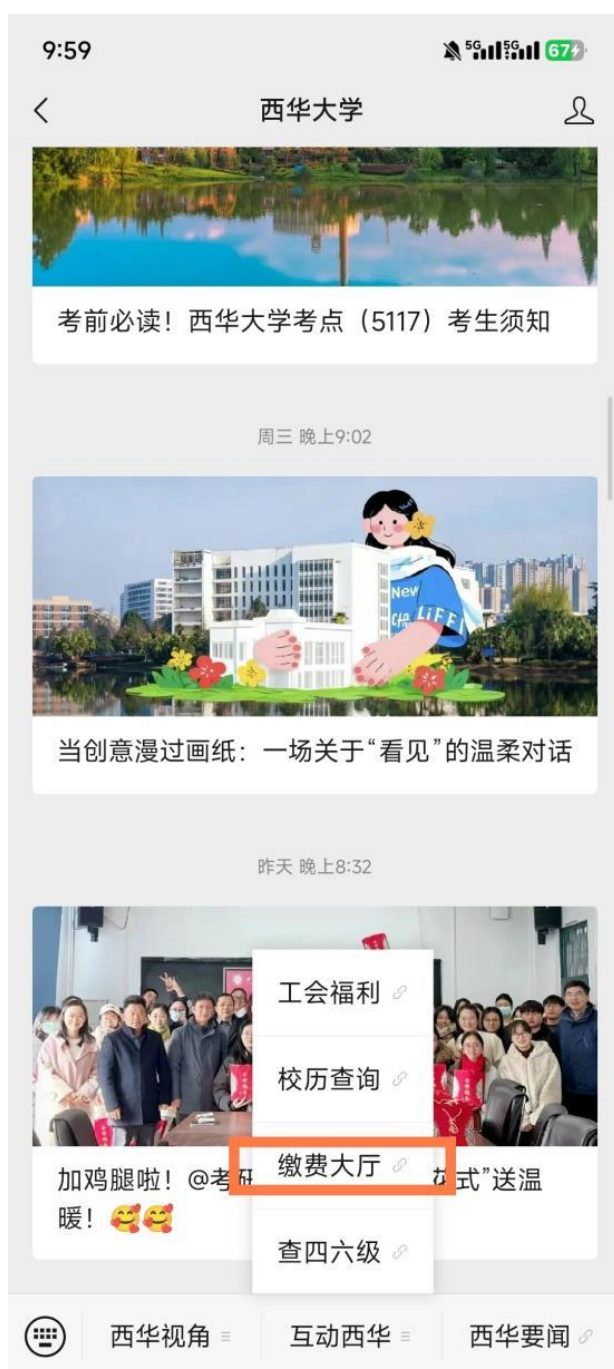 9:59
5G 5G 67
西华大学
考前必读！西华大学考点（5117）考生须知
周三 晚上9:02
New
LiFE
当创意漫过画纸：一场关于“看见”的温柔对话
昨天 晚上8:32
工会福利
校历查询
缴费大厅
查四六级
加鸡腿啦！@考研
花式”送温
暖！🥰🥰
西华视角
互动西华
西华要闻